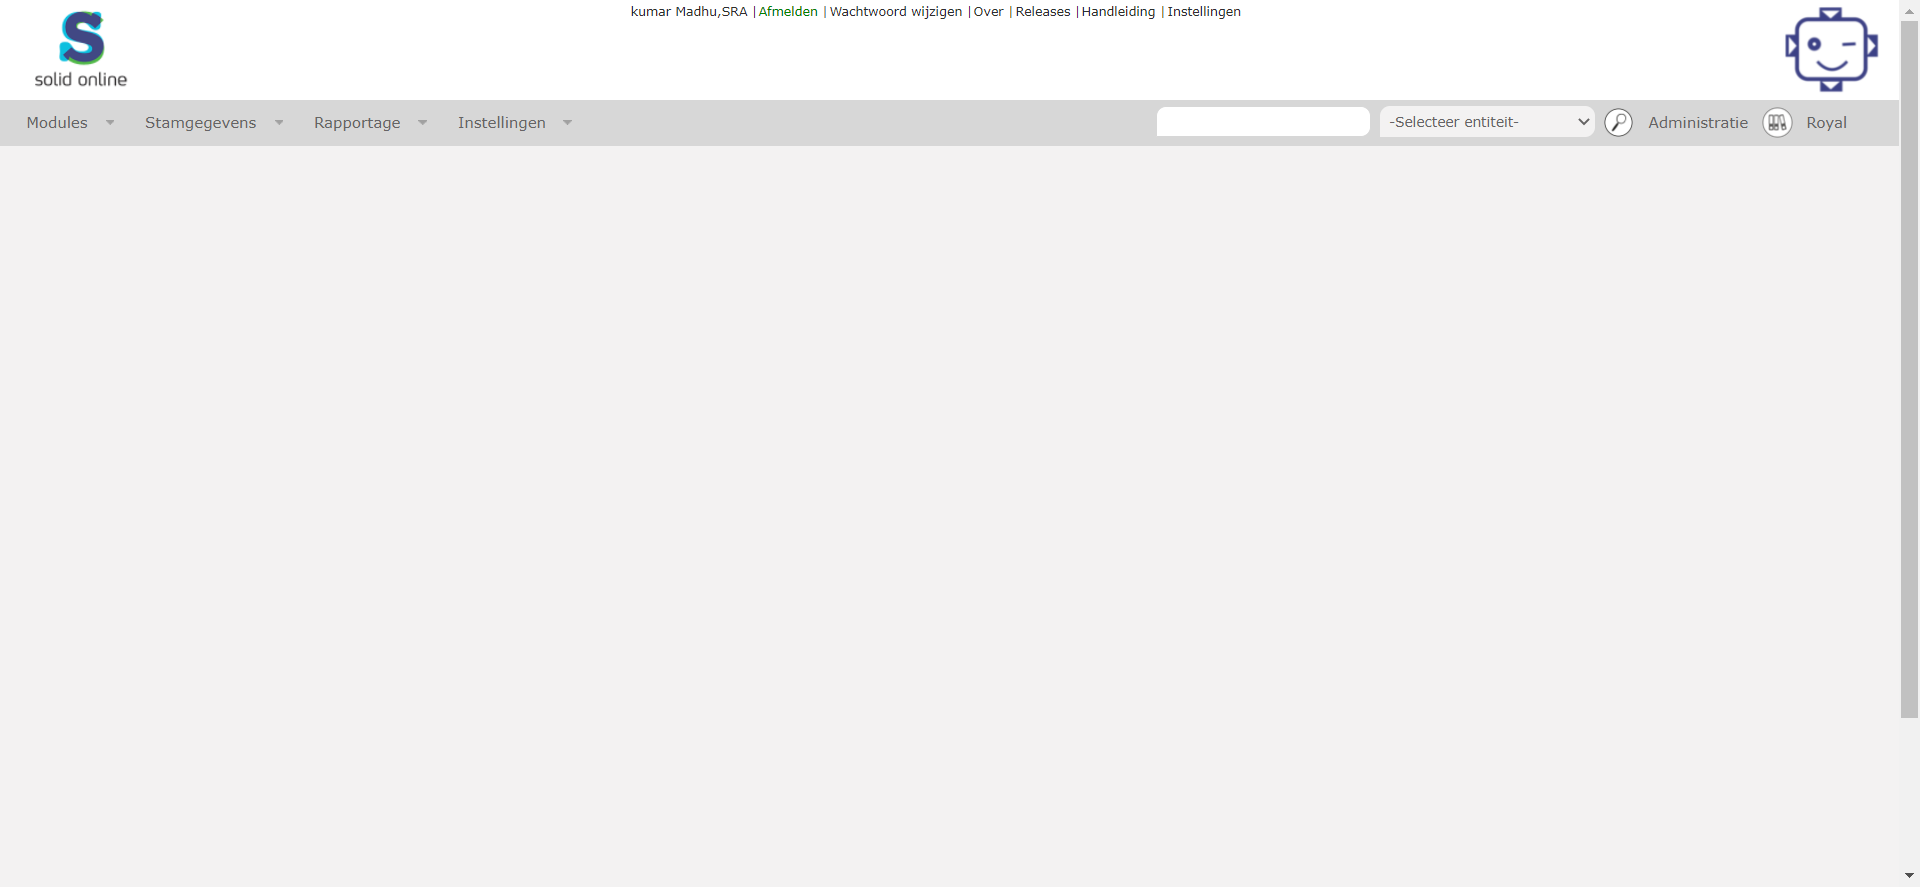 kumar Madhu,SRA |Afmelden |Wachtwoord wijzigen |Over |Releases |Handleiding |Instellingen
S
solid online
Modules Stamgegevens Rapportage Instellingen -Selecteer entiteit- Administratie Royal